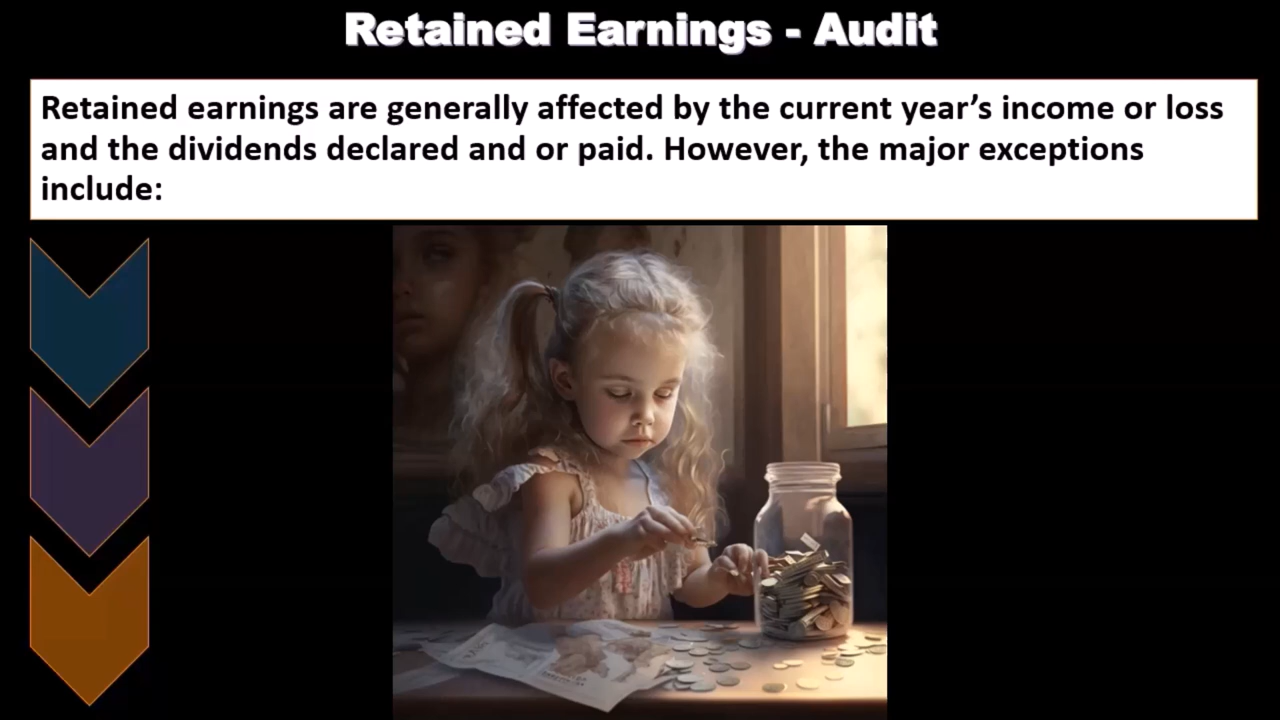 Retained Earnings - Audit
Retained earnings are generally affected by the current year’s income or loss
and the dividends declared and or paid. However, the major exceptions
include: